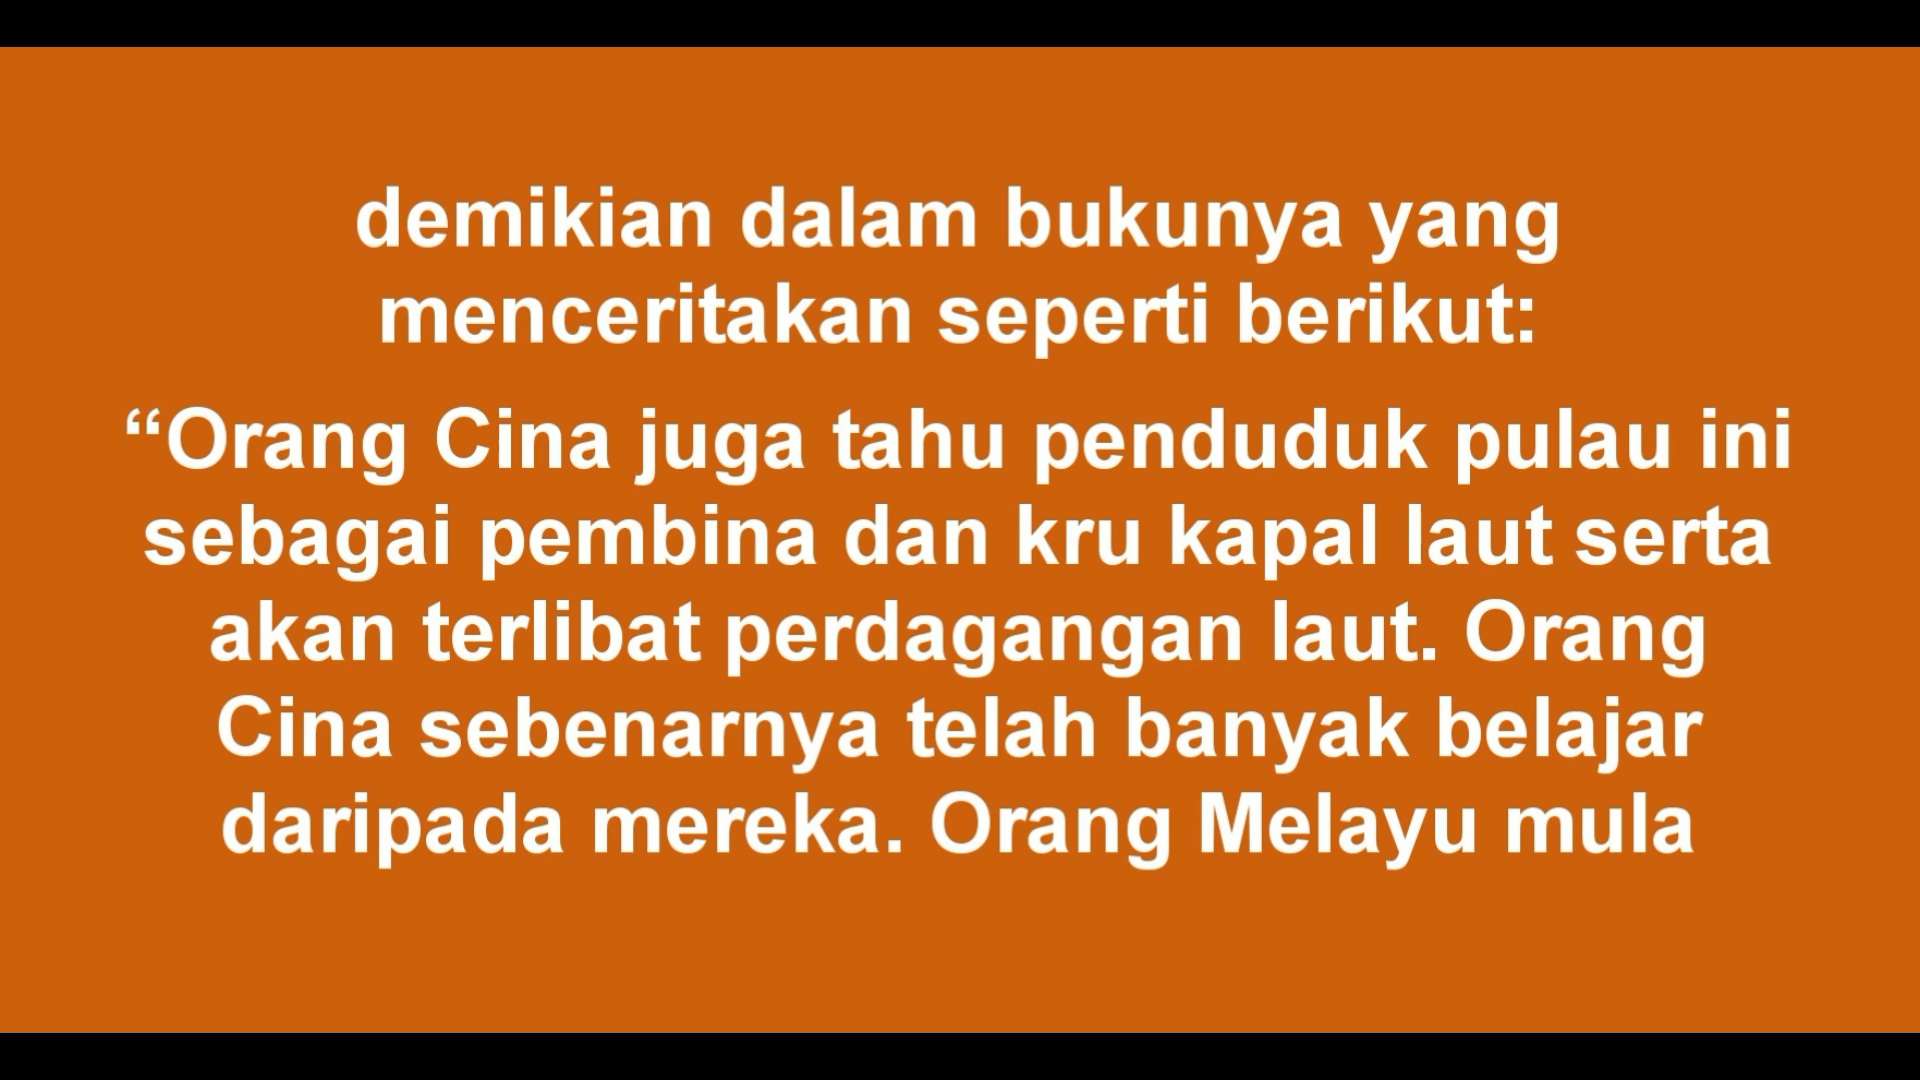 demikian dalam bukunya yang
menceritakan seperti berikut:
“Orang Cina juga tahu penduduk pulau ini
sebagai pembina dan kru kapal laut serta
akan terlibat perdagangan laut. Orang
Cina sebenarnya telah banyak belajar
daripada mereka. Orang Melayu mula